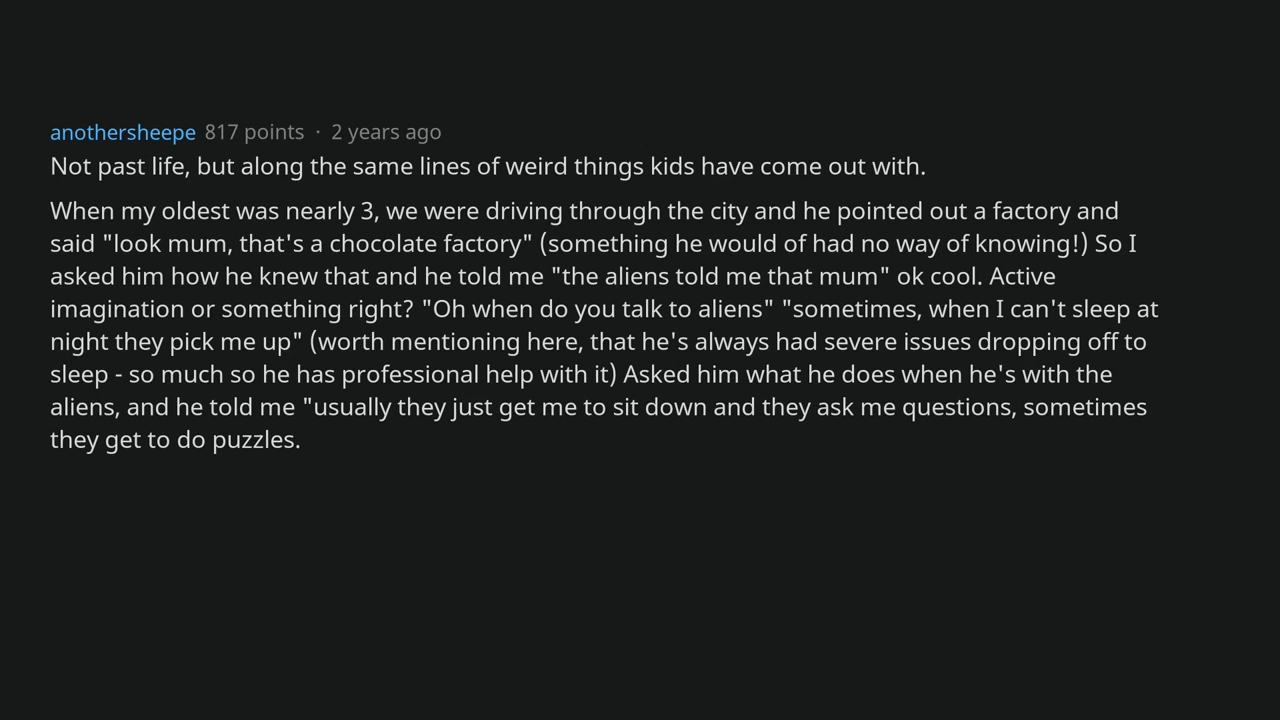 anothersheepe 817 points · 2 years ago
Not past life, but along the same lines of weird things kids have come out with.
When my oldest was nearly 3, we were driving through the city and he pointed out a factory and
said "look mum, that's a chocolate factory" (something he would of had no way of knowing!) So I
asked him how he knew that and he told me "the aliens told me that mum" ok cool. Active
imagination or something right? "Oh when do you talk to aliens" "sometimes, when I can't sleep at
night they pick me up" (worth mentioning here, that he's always had severe issues dropping off to
sleep - so much so he has professional help with it) Asked him what he does when he's with the
aliens, and he told me "usually they just get me to sit down and they ask me questions, sometimes
they get to do puzzles.